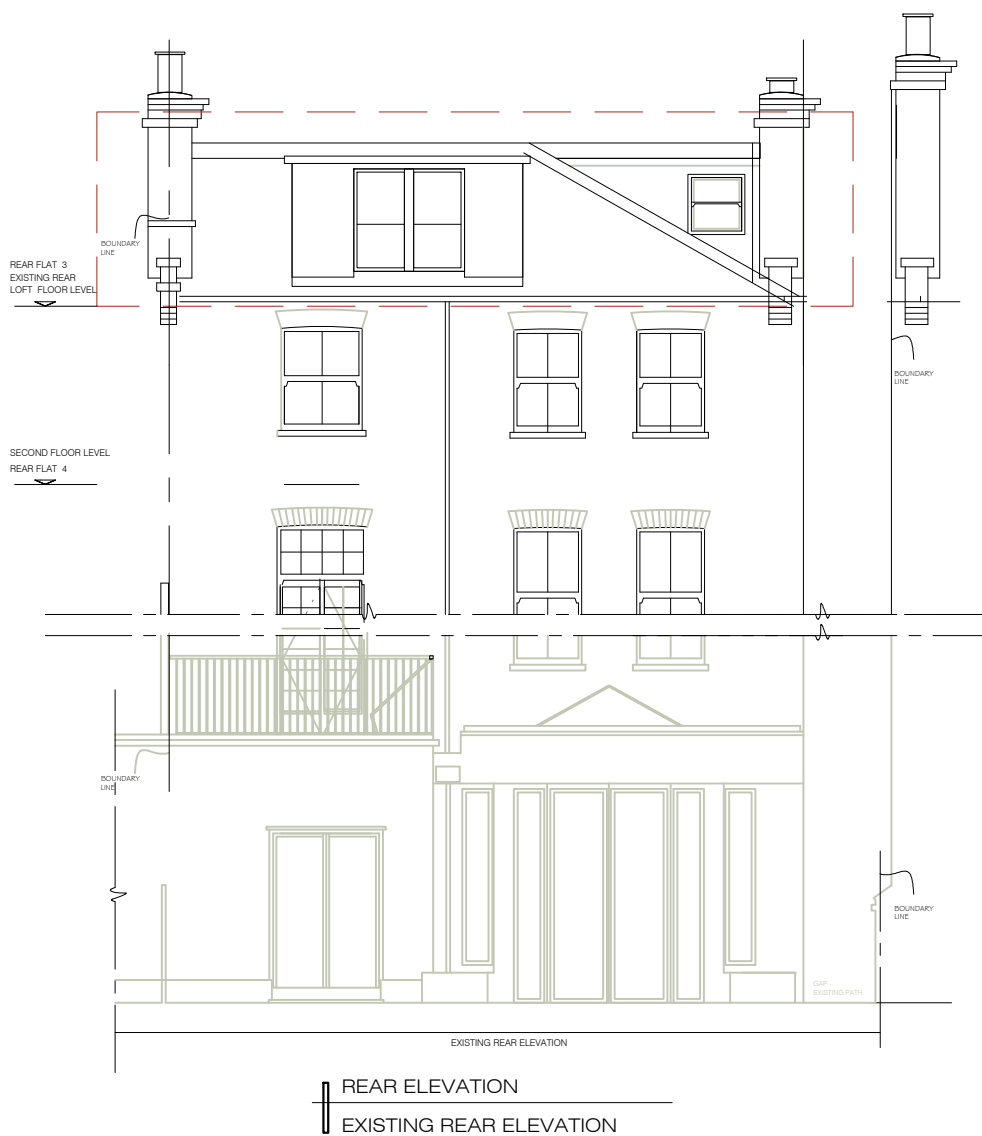 BOUNDARY
LINE
REAR FLAT 3
EXISTING REAR
LOFT FLOOR LEVEL
BOUNDARY
LINE
SECOND FLOOR LEVEL
REAR FLAT 4
BOUNDARY
LINE
BOUNDARY
LINE
GAP -
EXISTING PATH
EXISTING REAR ELEVATION
REAR ELEVATION
EXISTING REAR ELEVATION